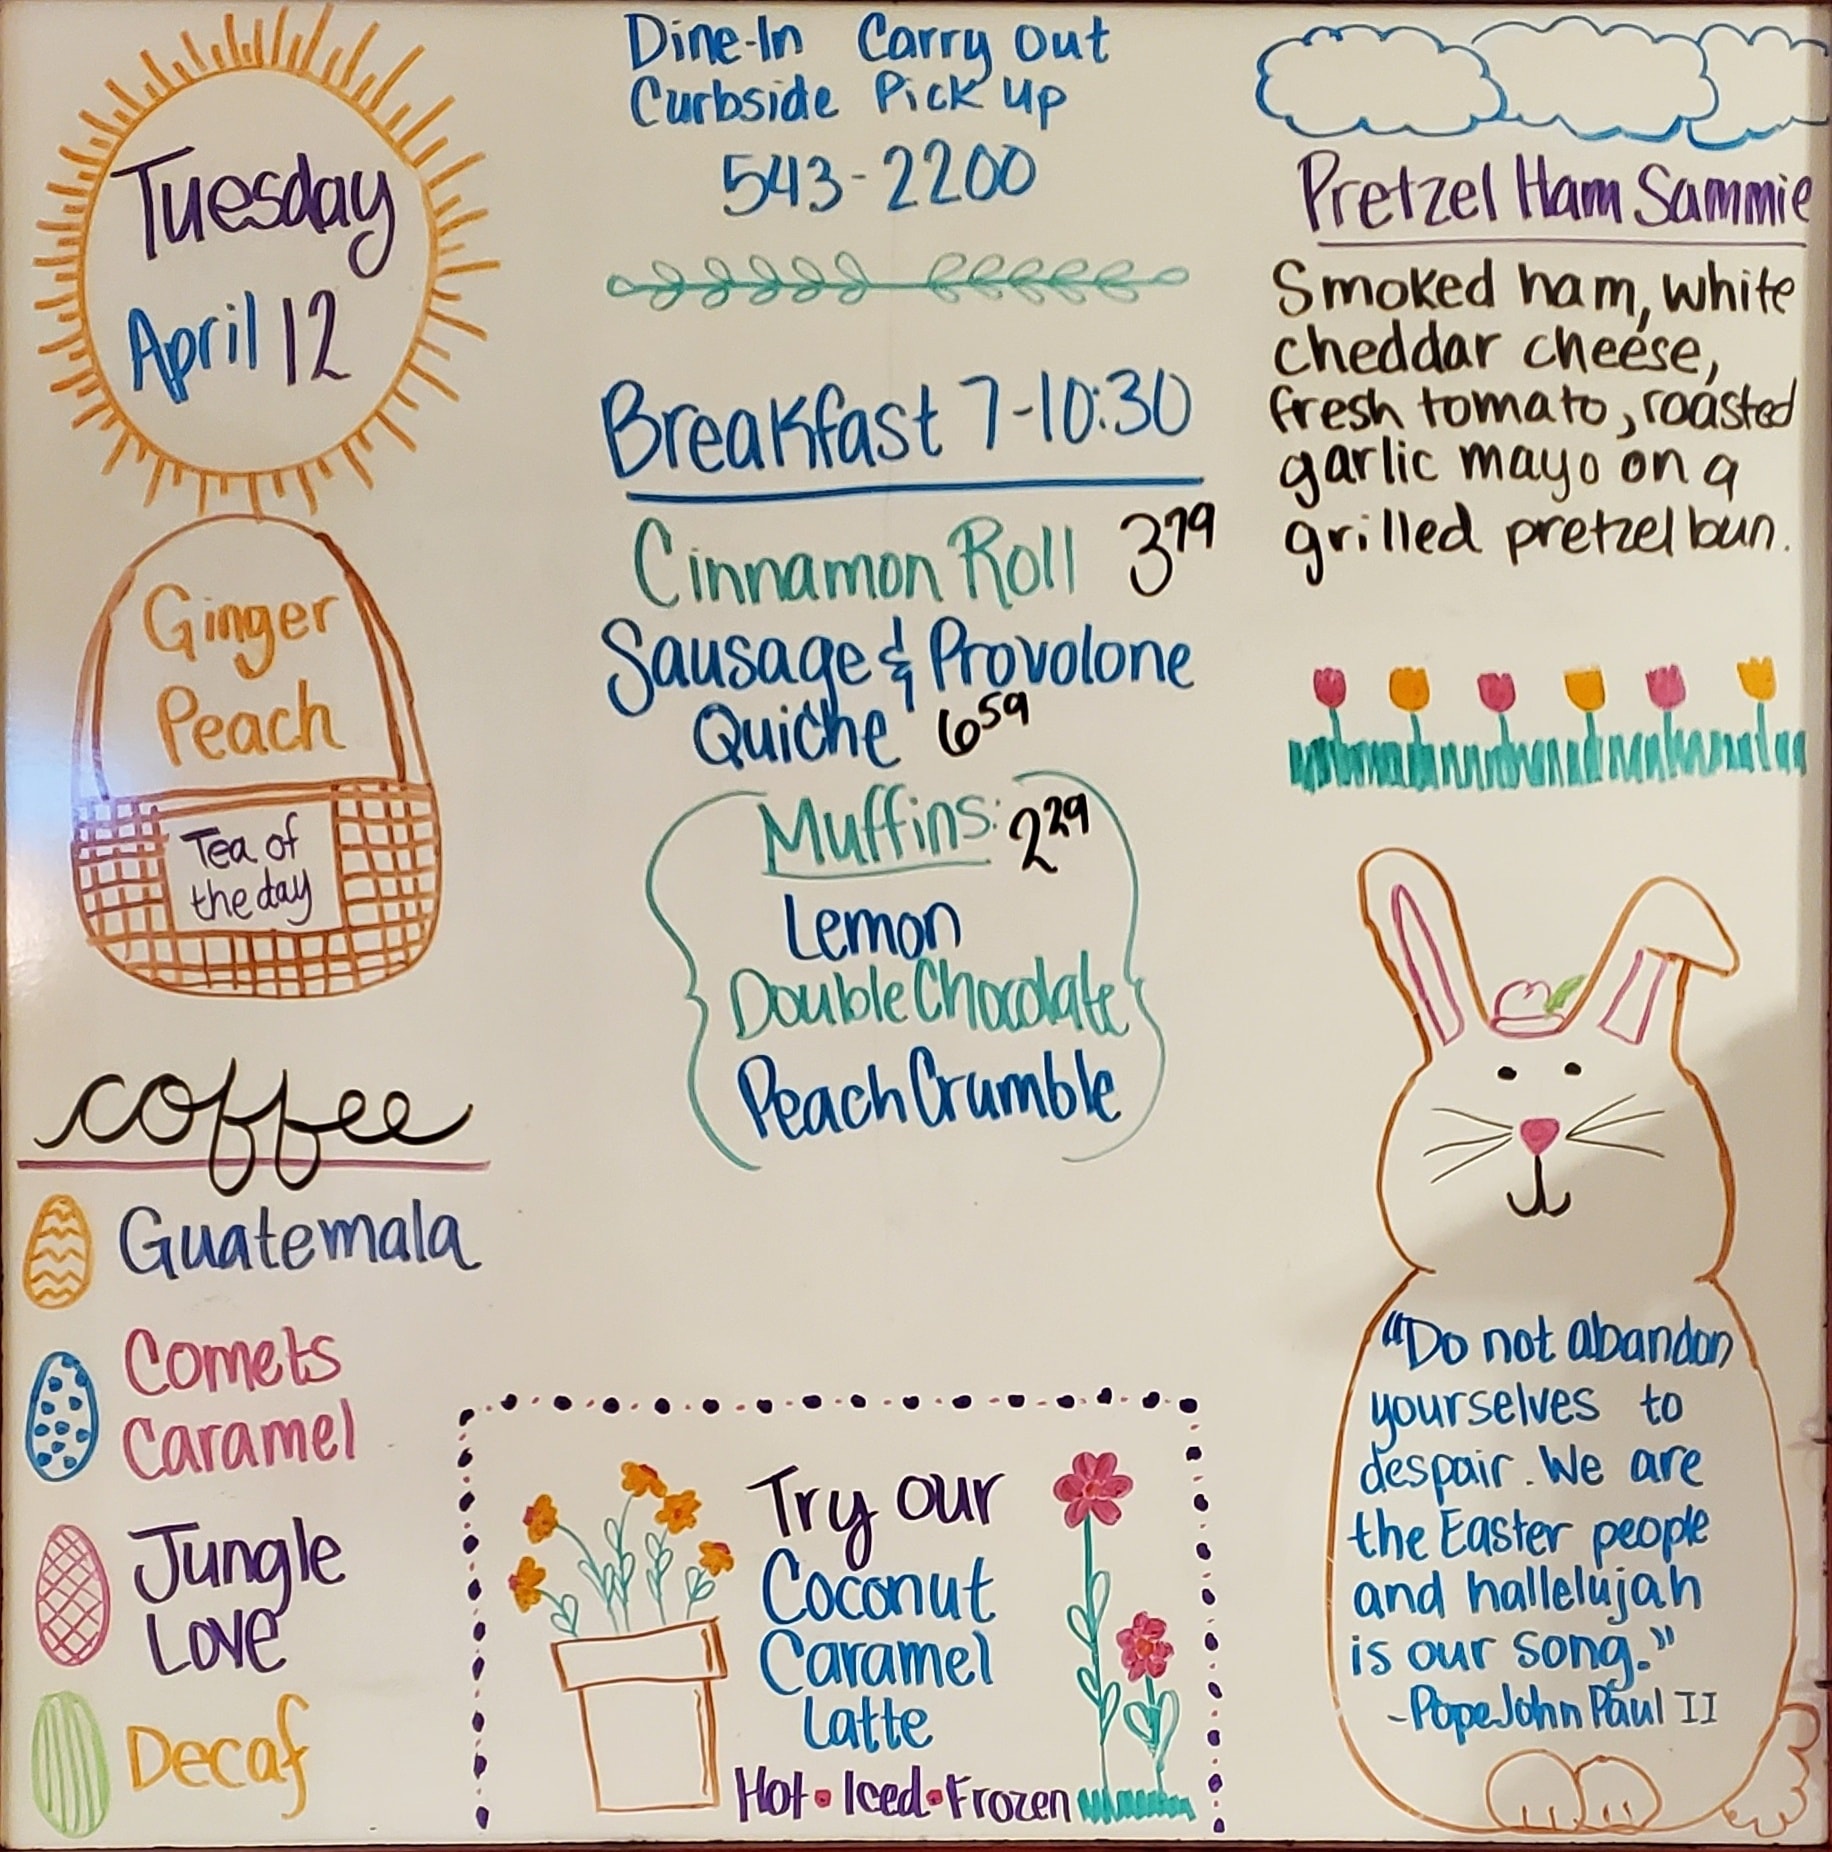 Tuesday
April 12
Ginger
Peach
Tea of
the day
coffee
Guatemala
Comets
Caramel
Jungle
Love
Decaf
Dine-In Carry Out
Curbside Pick Up
543-2200
Breakfast 7-10:30
Cinnamon Roll 3 79
Sausage & Provolone
Quiche 6 59
Muffins: 2 29
Lemon
Double Chocolate
Peach Crumble
Try our
Coconut
Caramel
Latte
Hot • Iced • Frozen
Pretzel Ham Sammie
Smoked ham, white
cheddar cheese,
fresh tomato, roasted
garlic mayo on a
grilled pretzel bun.
"Do not abandon
yourselves to
despair. We are
the Easter people
and hallelujah
is our song."
-Pope John Paul II